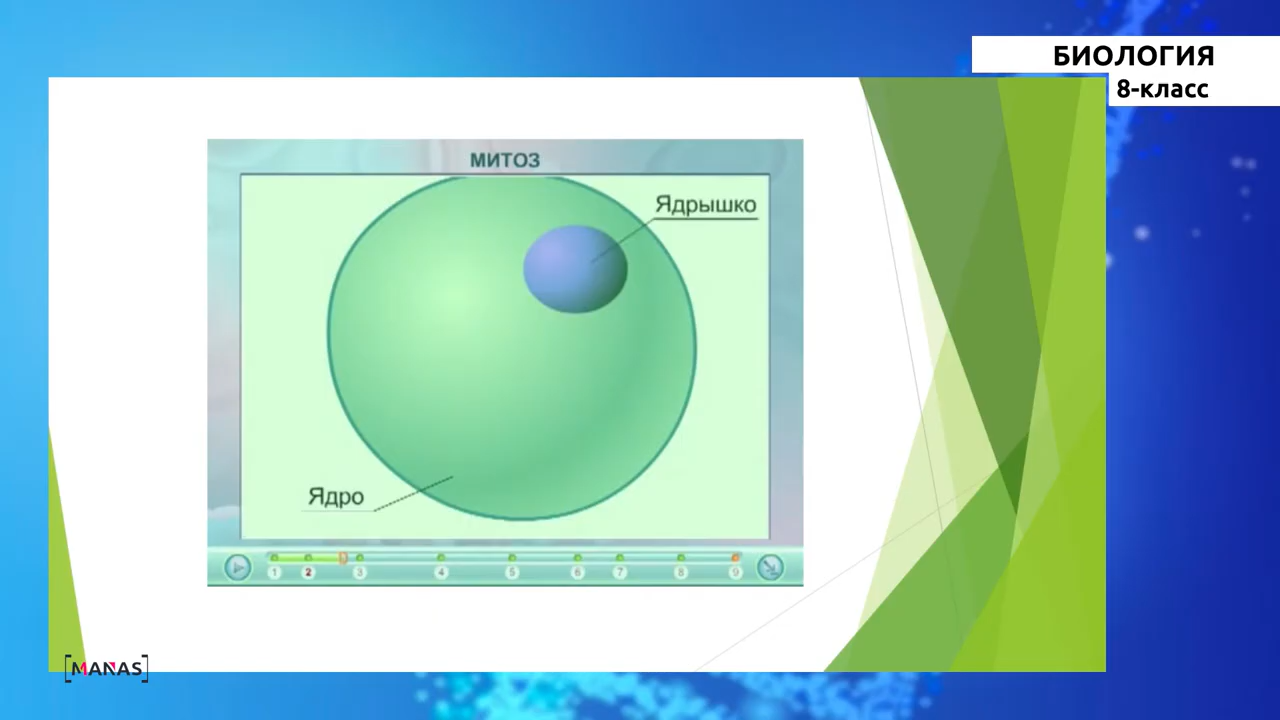 БИОЛОГИЯ
8-класс
МИТОЗ
Ядрышко
Ядро
1 2 3 4 5 6 7 8 9
[MANAS]